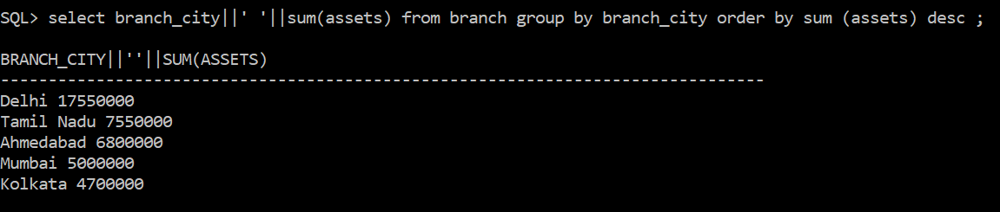 SQL> select branch_city||' '||sum(assets) from branch group by branch_city order by sum (assets) desc ;
BRANCH_CITY||''||SUM(ASSETS)
--------------------------------------------------------------------------------
Delhi 17550000
Tamil Nadu 7550000
Ahmedabad 6800000
Mumbai 5000000
Kolkata 4700000